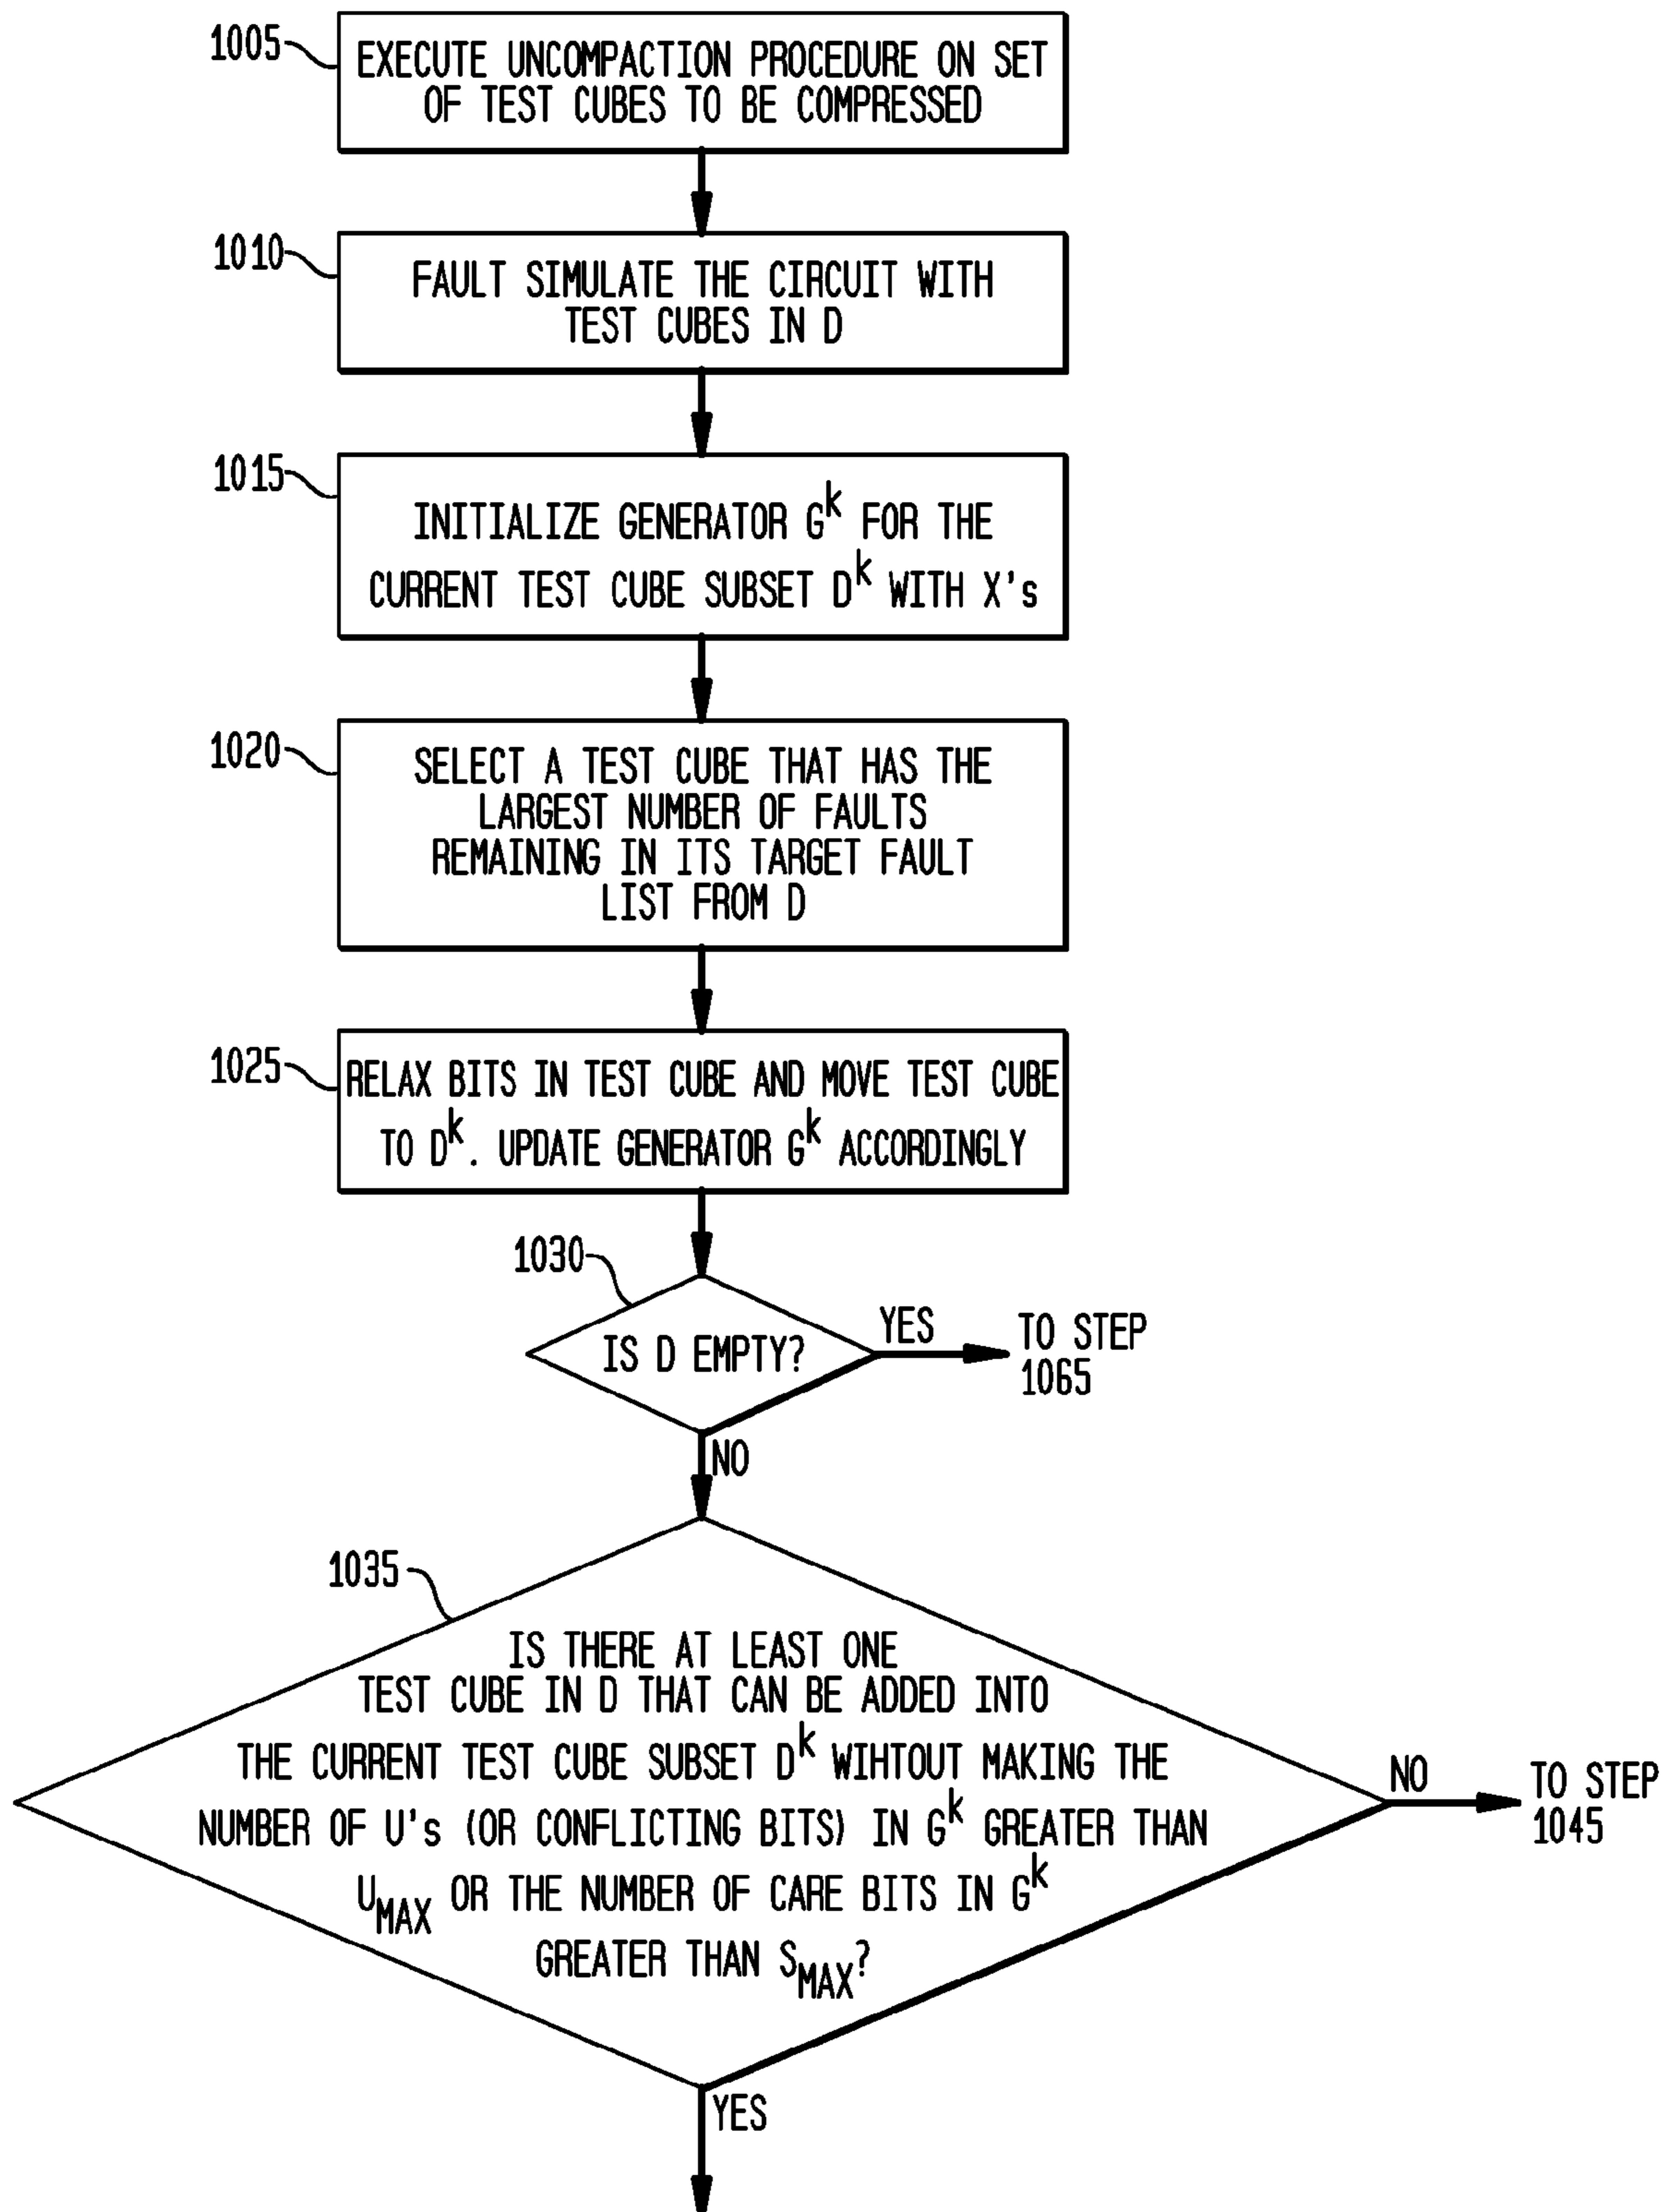 1005
EXECUTE UNCOMPACTION PROCEDURE ON SET
OF TEST CUBES TO BE COMPRESSED
1010
FAULT SIMULATE THE CIRCUIT WITH
TEST CUBES IN D
1015
INITIALIZE GENERATOR G^k FOR THE
CURRENT TEST CUBE SUBSET D^k WITH X's
1020
SELECT A TEST CUBE THAT HAS THE
LARGEST NUMBER OF FAULTS
REMAINING IN ITS TARGET FAULT
LIST FROM D
1025
RELAX BITS IN TEST CUBE AND MOVE TEST CUBE
TO D^k. UPDATE GENERATOR G^k ACCORDINGLY
1030
IS D EMPTY?
YES
TO STEP
1065
NO
1035
IS THERE AT LEAST ONE
TEST CUBE IN D THAT CAN BE ADDED INTO
THE CURRENT TEST CUBE SUBSET D^k WIHTOUT MAKING THE
NUMBER OF U's (OR CONFLICTING BITS) IN G^k GREATER THAN
U_MAX OR THE NUMBER OF CARE BITS IN G^k
GREATER THAN S_MAX?
NO
TO STEP
1045
YES